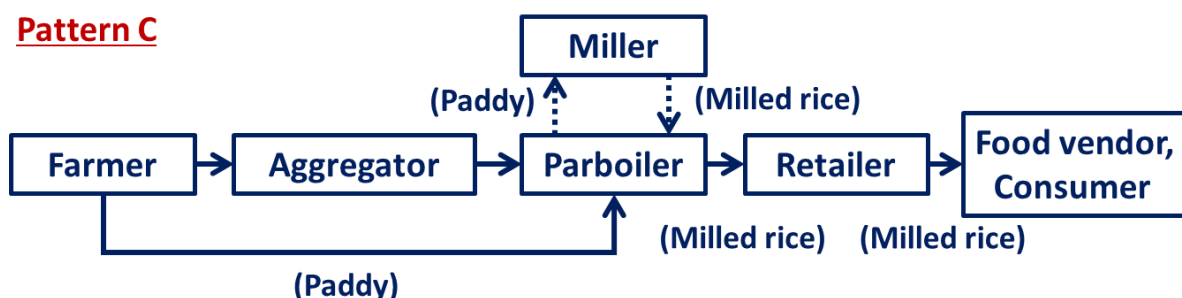 Pattern C
Miller
(Paddy)
(Milled rice)
Farmer
Aggregator
Parboiler
Retailer
Food vendor,
Consumer
(Milled rice)
(Milled rice)
(Paddy)